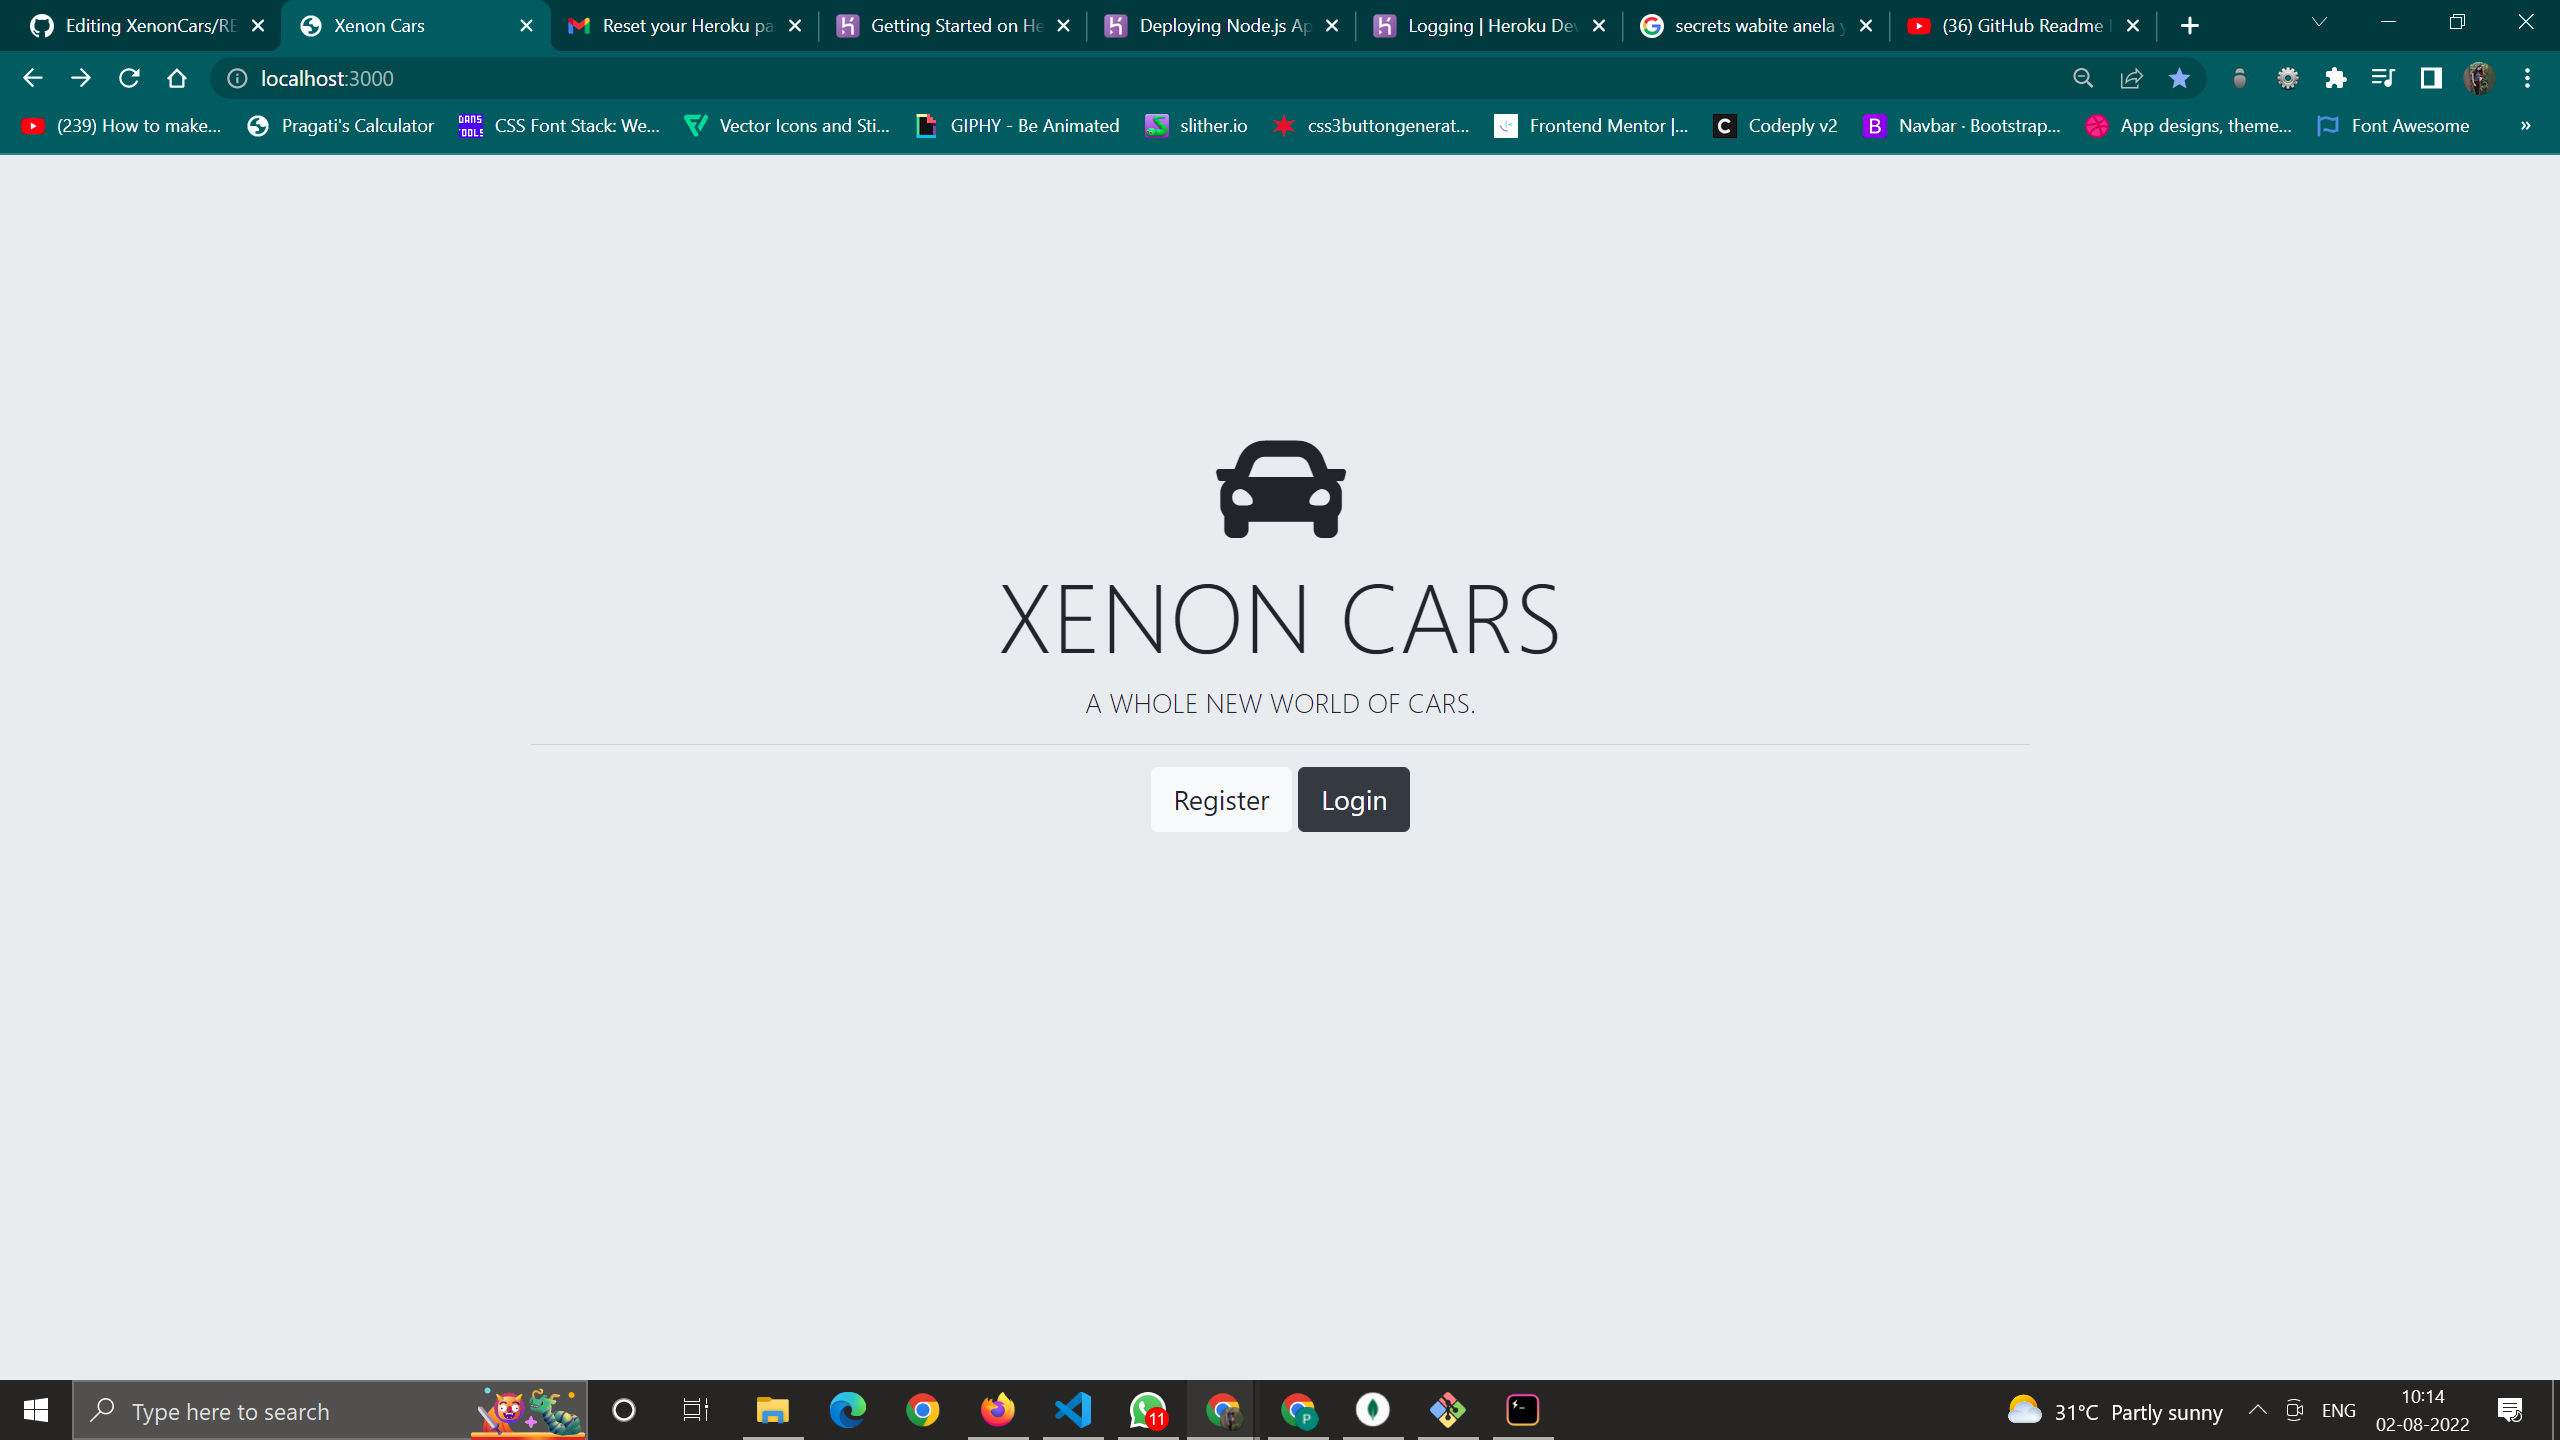 Editing XenonCars/RE
Xenon Cars
Reset your Heroku pa
Getting Started on He
Deploying Node.js Ap
Logging | Heroku Dev
secrets wabite anela y
(36) GitHub Readme
localhost:3000
(239) How to make...
Pragati's Calculator
DANS TOOLS
CSS Font Stack: We...
Vector Icons and Sti...
GIPHY - Be Animated
slither.io
css3buttongenerat...
Frontend Mentor |...
C
Codeply v2
B
Navbar · Bootstrap...
App designs, theme...
Font Awesome
»
XENON CARS
A WHOLE NEW WORLD OF CARS.
Register Login
Type here to search
11
P
31°C Partly sunny
ENG
10:14
02-08-2022